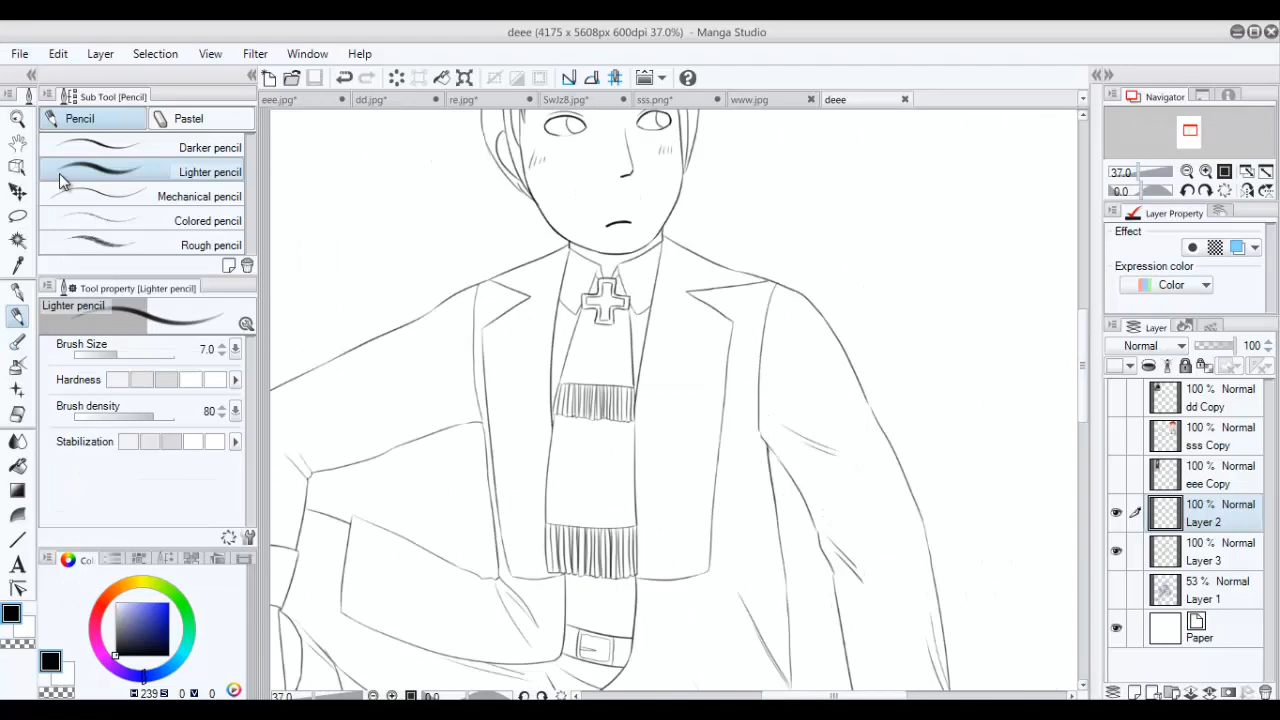 deee (4175 x 5608px 600dpi 37.0%) - Manga Studio
File Edit Layer Selection View Filter Window Help
Sub Tool [Pencil]
Navigator
eee.jpg* dd.jpg* re.jpg* 5wJz8.jpg* sss.png* www.jpg deee
Pencil Pastel
Darker pencil
Lighter pencil
Mechanical pencil
Colored pencil
Rough pencil
Tool property [Lighter pencil]
Lighter pencil
Brush Size 7.0
Hardness
Brush density 80
Stabilization
Col
H 239 S 0 V 0
37.0 0.0
37.0
0.0
Layer Property
Effect
Expression color
Color
Layer
Normal 100
100 % Normal
dd Copy
100 % Normal
sss Copy
100 % Normal
eee Copy
100 % Normal
Layer 2
100 % Normal
Layer 3
53 % Normal
Layer 1
Paper